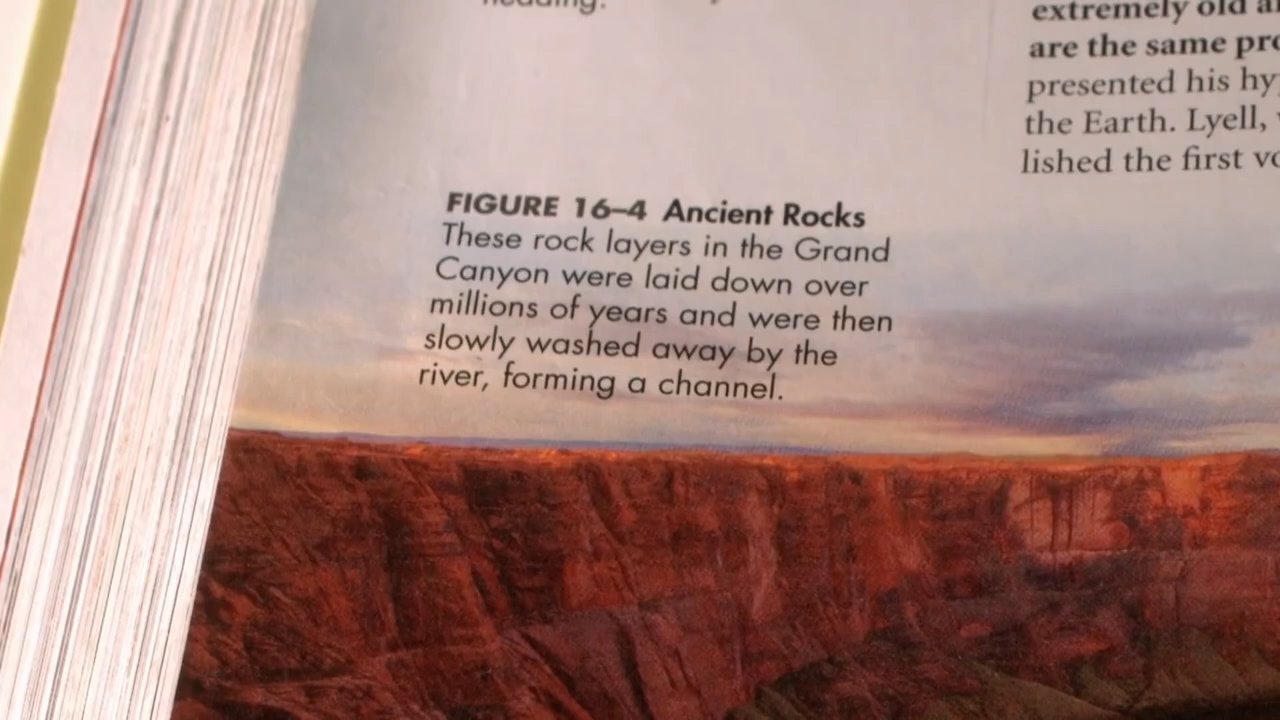 heading.
FIGURE 16–4 Ancient Rocks
These rock layers in the Grand
Canyon were laid down over
millions of years and were then
slowly washed away by the
river, forming a channel.
extremely old
are the same
presented his
the Earth. Lyell,
lished the first